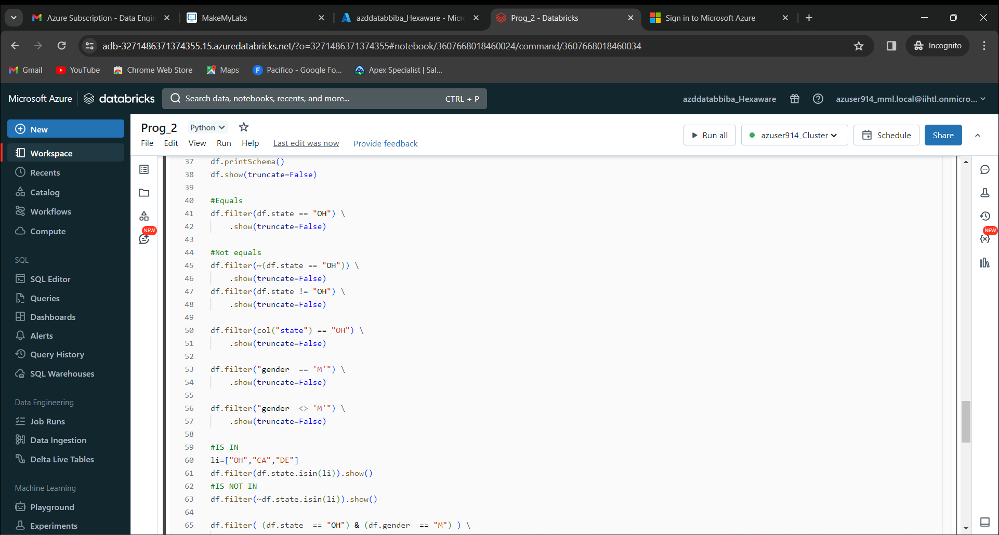 Azure Subscription - Data Engin
MakeMyLabs
azddatabbiba_Hexaware - Micro
Prog_2 - Databricks
Sign in to Microsoft Azure
adb-3271486371374355.15.azuredatabricks.net/?o=3271486371374355#notebook/3607668018460024/command/3607668018460034
Incognito
Gmail
YouTube
Chrome Web Store
Maps
Pacifico - Google Fo...
Apex Specialist | Sal...
Microsoft Azure
databricks
Search data, notebooks, recents, and more...
CTRL + P
azddatabbiba_Hexaware
azuser914_mml.local@iihtl.onmicro...
New
Workspace
Recents
Catalog
Workflows
Compute
SQL
SQL Editor
Queries
Dashboards
Alerts
Query History
SQL Warehouses
Data Engineering
Job Runs
Data Ingestion
Delta Live Tables
Machine Learning
Playground
Experiments
Prog_2
Python
File
Edit
View
Run
Help
Last edit was now
Provide feedback
Run all
azuser914_Cluster
Schedule
Share
NEW
37 df.printSchema()
38 df.show(truncate=False)
39
40 #Equals
41 df.filter(df.state == "OH") \
42     .show(truncate=False)
43
44 #Not equals
45 df.filter(~(df.state == "OH")) \
46     .show(truncate=False)
47 df.filter(df.state != "OH") \
48     .show(truncate=False)
49
50 df.filter(col("state") == "OH") \
51     .show(truncate=False)
52
53 df.filter("gender  == 'M'") \
54     .show(truncate=False)
55
56 df.filter("gender  <> 'M'") \
57     .show(truncate=False)
58
59 #IS IN
60 li=["OH","CA","DE"]
61 df.filter(df.state.isin(li)).show()
62 #IS NOT IN
63 df.filter(~df.state.isin(li)).show()
64
65 df.filter( (df.state  == "OH") & (df.gender  == "M") ) \
NEW